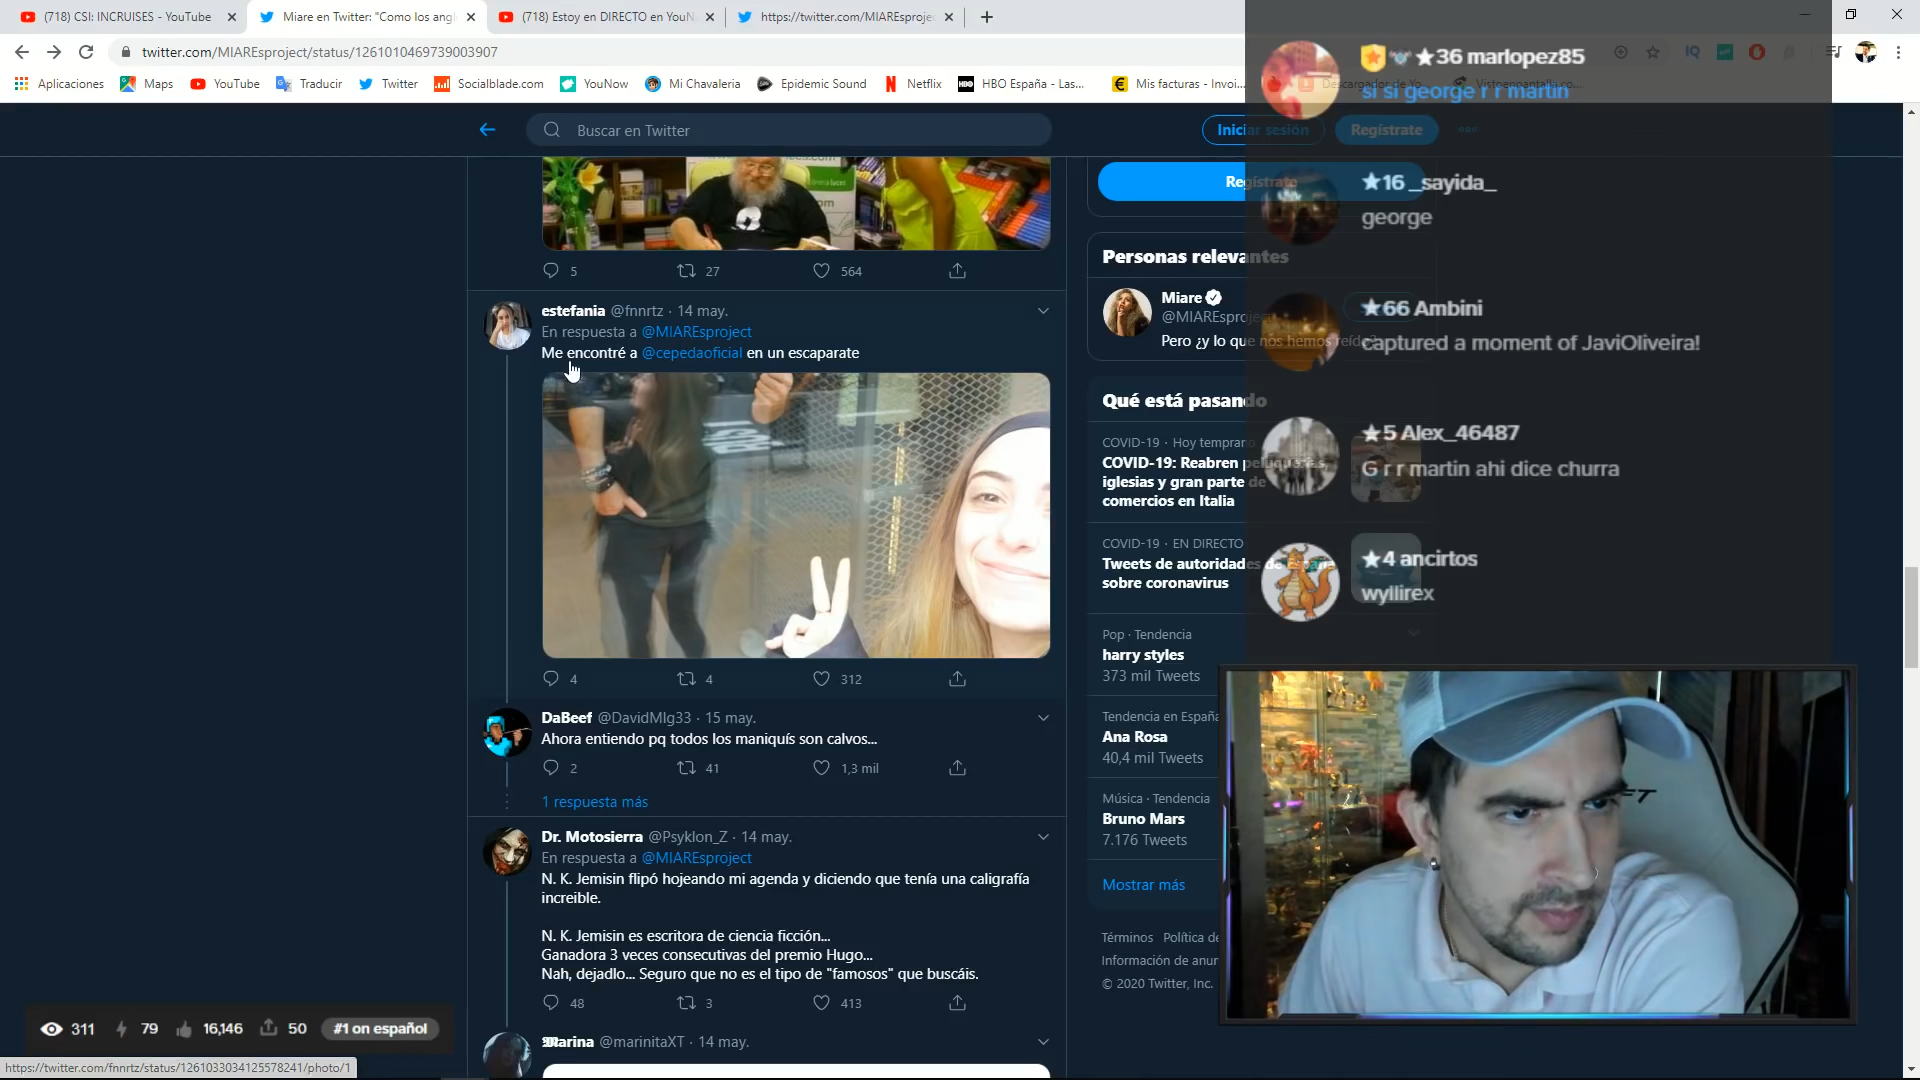 (718) CSI: INCRUISES - YouTube
Miare en Twitter: "Como los angl
(718) Estoy en DIRECTO en YouN
https://twitter.com/MIAREsprojec
twitter.com/MIAREsproject/status/1261010469739003907
Aplicaciones
Maps
YouTube
Traducir
Twitter
Socialblade.com
YouNow
Mi Chavaleria
Epidemic Sound
Netflix
HBO España - Las...
Mis facturas - Invoi...
36 marlopez85
si si george r r martin
Buscar en Twitter
Iniciar sesión
Regístrate
Regístrate
16 _sayida_
george
5
27
564
Personas relevantes
estefania @fnnrtz · 14 may.
En respuesta a @MIAREsproject
Me encontré a @cepedaoficial en un escaparate
Miare
@MIAREsproject
Pero ¿y lo que nos hemos reído?
66 Ambini
captured a moment of JaviOliveira!
Qué está pasando
COVID-19 · Hoy temprano
COVID-19: Reabren peluquerías,
iglesias y gran parte de
comercios en Italia
5 Alex_46487
G r r martin ahi dice churra
COVID-19 · EN DIRECTO
Tweets de autoridades de España
sobre coronavirus
4 ancirtos
wyllirex
Pop · Tendencia
harry styles
373 mil Tweets
4
4
312
DaBeef @DavidMlg33 · 15 may.
Ahora entiendo pq todos los maniquís son calvos...
2
41
1,3 mil
1 respuesta más
Tendencia en España
Ana Rosa
40,4 mil Tweets
Música · Tendencia
Bruno Mars
7.176 Tweets
Mostrar más
Dr. Motosierra @Psyklon_Z · 14 may.
En respuesta a @MIAREsproject
N. K. Jemisin flipó hojeando mi agenda y diciendo que tenía una caligrafía
increible.
N. K. Jemisin es escritora de ciencia ficción...
Ganadora 3 veces consecutivas del premio Hugo...
Nah, dejadlo... Seguro que no es el tipo de "famosos" que buscáis.
48
3
413
Términos
Política de
Información de anun
© 2020 Twitter, Inc.
311
79
16,146
50
#1 on español
Marina @marinitaXT · 14 may.
https://twitter.com/fnnrtz/status/1261033034125578241/photo/1